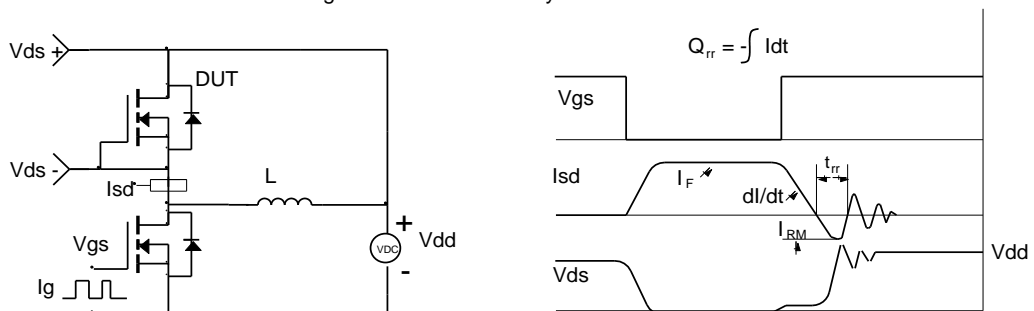 Vds +
DUT
Vds -
Isd
L
Vgs
VDC
+
-
Vdd
Ig
Qrr = -∫ Idt
Vgs
Isd
IF
dI/dt
trr
IRM
Vds
Vdd